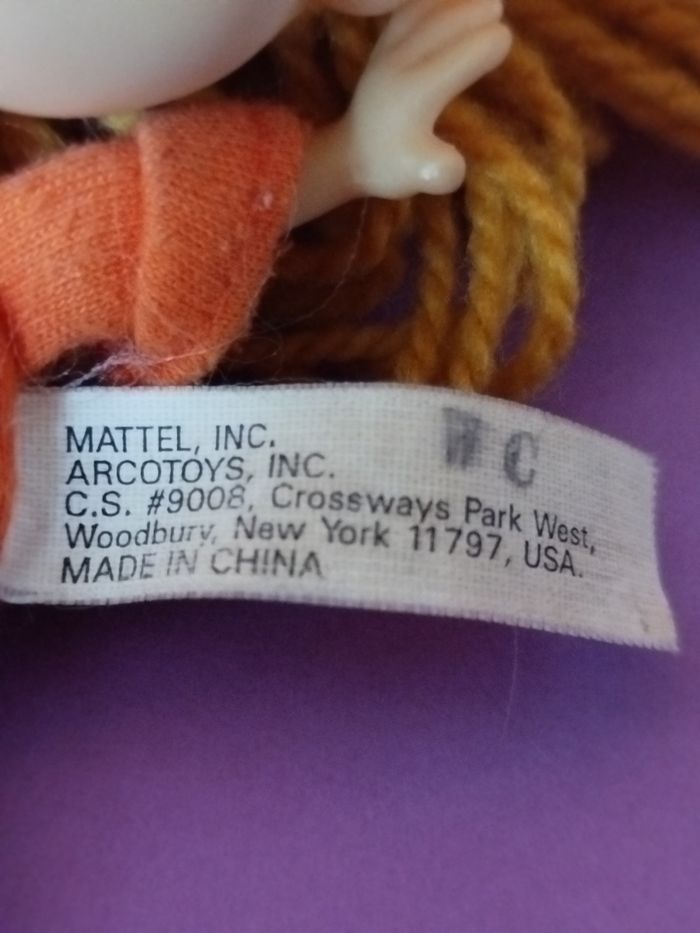 MATTEL, INC.
ARCOTOYS, INC.
C.S. #9008, Crossways Park West,
Woodbury, New York 11797, USA.
MADE IN CHINA
W C